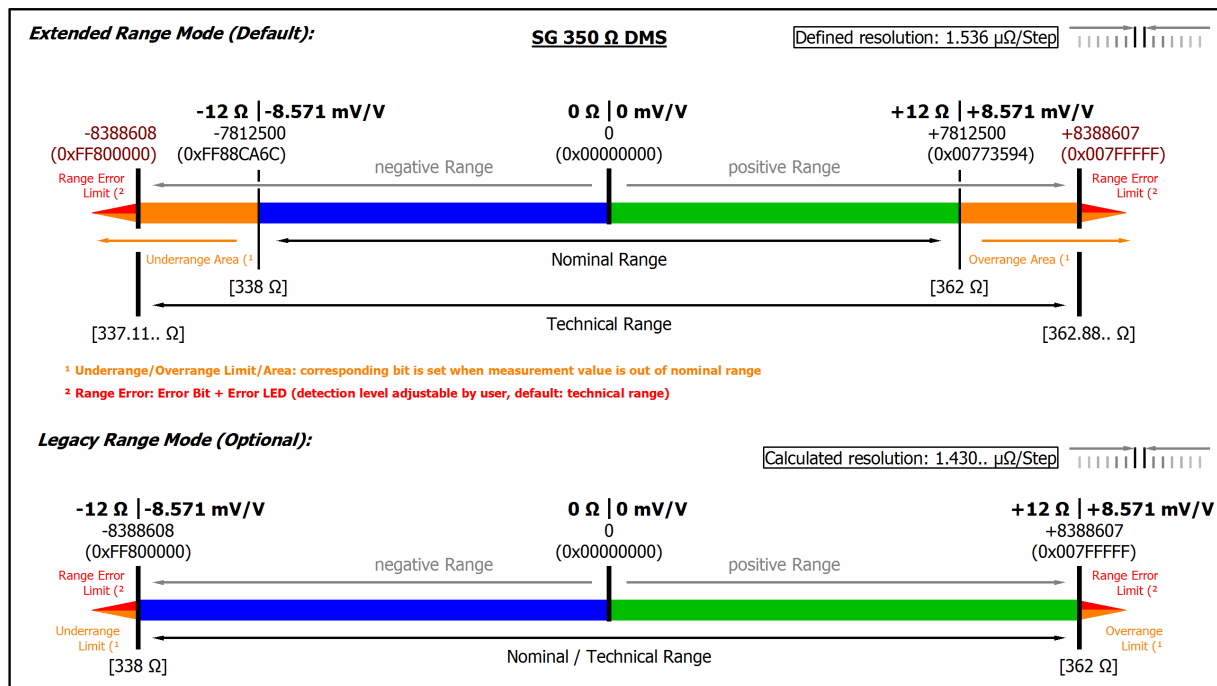 Extended Range Mode (Default):
SG 350 Ω DMS
Defined resolution: 1.536 µΩ/Step
-12 Ω | -8.571 mV/V
0 Ω | 0 mV/V
+12 Ω | +8.571 mV/V
-8388608
(0xFF800000)
-7812500
(0xFF88CA6C)
0
(0x00000000)
+7812500
(0x00773594)
+8388607
(0x007FFFFF)
Range Error
Limit (²
negative Range
positive Range
Range Error
Limit (²
Underrange Area (¹
Nominal Range
Overrange Area (¹
[338 Ω]
[362 Ω]
Technical Range
[337.11.. Ω]
[362.88.. Ω]
¹ Underrange/Overrange Limit/Area: corresponding bit is set when measurement value is out of nominal range
² Range Error: Error Bit + Error LED (detection level adjustable by user, default: technical range)
Legacy Range Mode (Optional):
Calculated resolution: 1.430.. µΩ/Step
-12 Ω | -8.571 mV/V
0 Ω | 0 mV/V
+12 Ω | +8.571 mV/V
-8388608
(0xFF800000)
0
(0x00000000)
+8388607
(0x007FFFFF)
Range Error
Limit (²
negative Range
positive Range
Range Error
Limit (²
Underrange
Limit (¹
Nominal / Technical Range
Overrange
Limit (¹
[338 Ω]
[362 Ω]